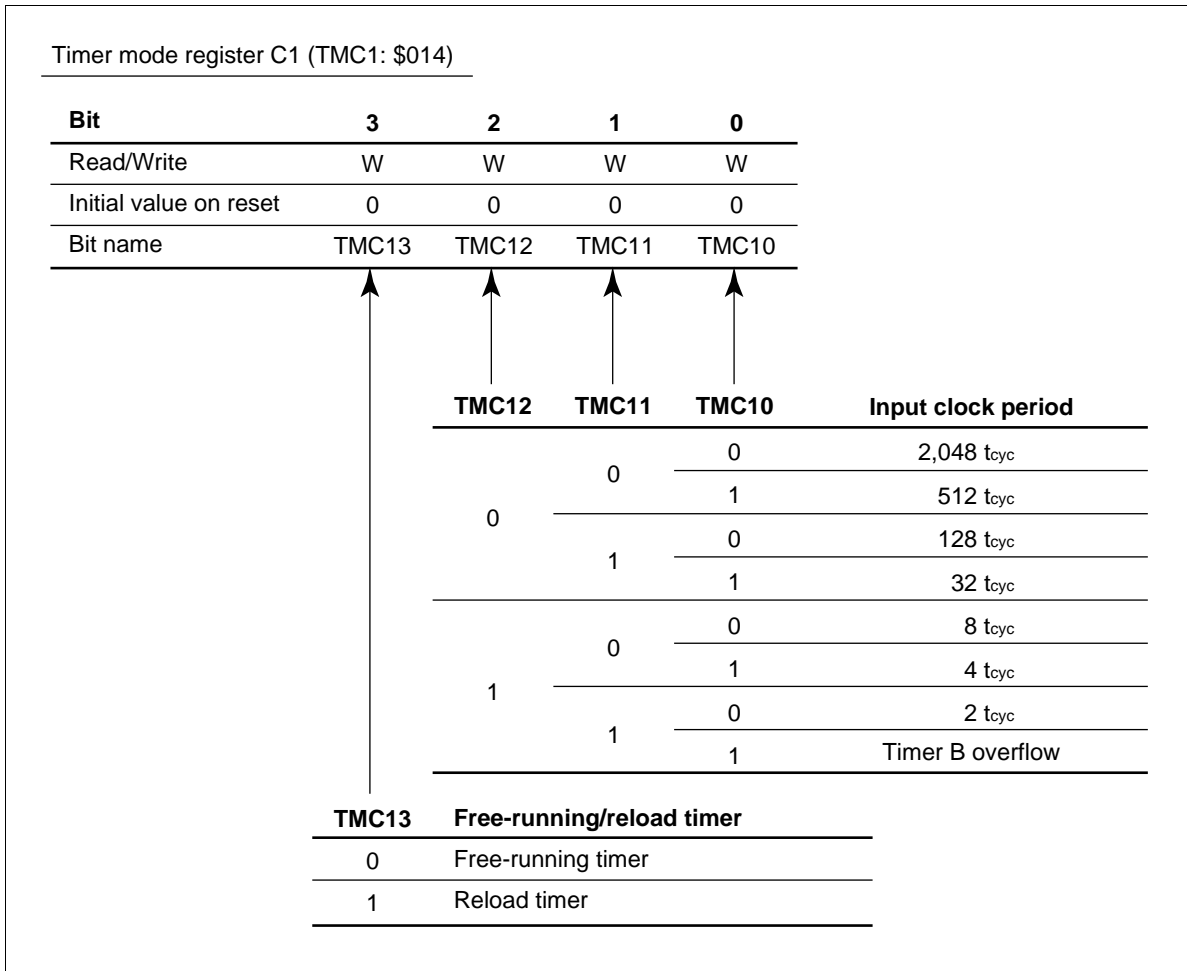 Timer mode register C1 (TMC1: $014)
Bit 3 2 1 0
Read/Write W W W W
Initial value on reset 0 0 0 0
Bit name TMC13 TMC12 TMC11 TMC10
TMC12 TMC11 TMC10 Input clock period
0 0 0 2,048 tcyc
1 512 tcyc
1 0 128 tcyc
1 32 tcyc
1 0 0 8 tcyc
1 4 tcyc
1 0 2 tcyc
1 Timer B overflow
TMC13 Free-running/reload timer
0 Free-running timer
1 Reload timer